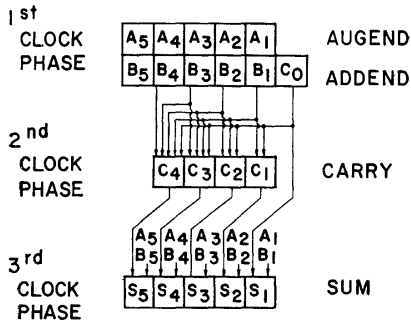 1st CLOCK PHASE
A5 A4 A3 A2 A1 AUGEND
B5 B4 B3 B2 B1 C0 ADDEND
2nd CLOCK PHASE
C4 C3 C2 C1 CARRY
A5 A4 A3 A2 A1
B5 B4 B3 B2 B1
3rd CLOCK PHASE
S5 S4 S3 S2 S1 SUM